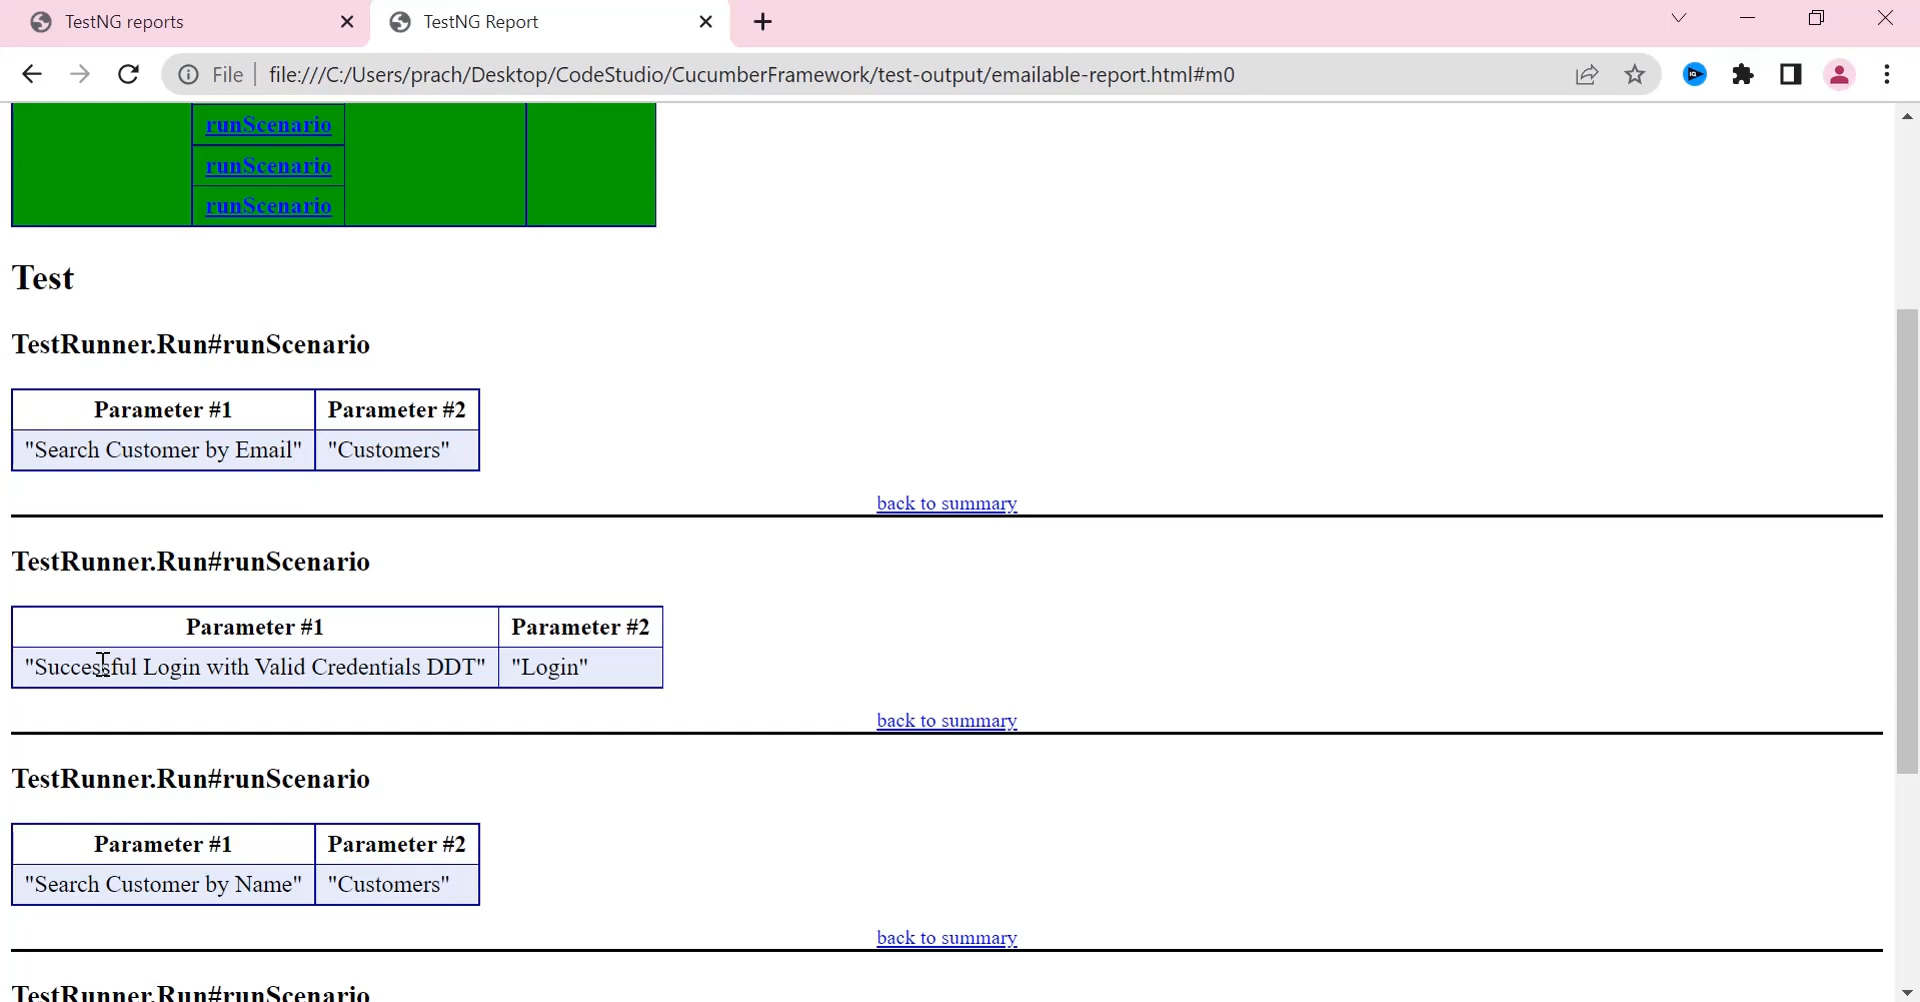 TestNG reports
TestNG Report
File
file:///C:/Users/prach/Desktop/CodeStudio/CucumberFramework/test-output/emailable-report.html#m0
runScenario
runScenario
runScenario
Test
TestRunner.Run#runScenario
Parameter #1 Parameter #2
"Search Customer by Email" "Customers"
back to summary
TestRunner.Run#runScenario
Parameter #1 Parameter #2
"Successful Login with Valid Credentials DDT" "Login"
back to summary
TestRunner.Run#runScenario
Parameter #1 Parameter #2
"Search Customer by Name" "Customers"
back to summary
TestRunner.Run#runScenario